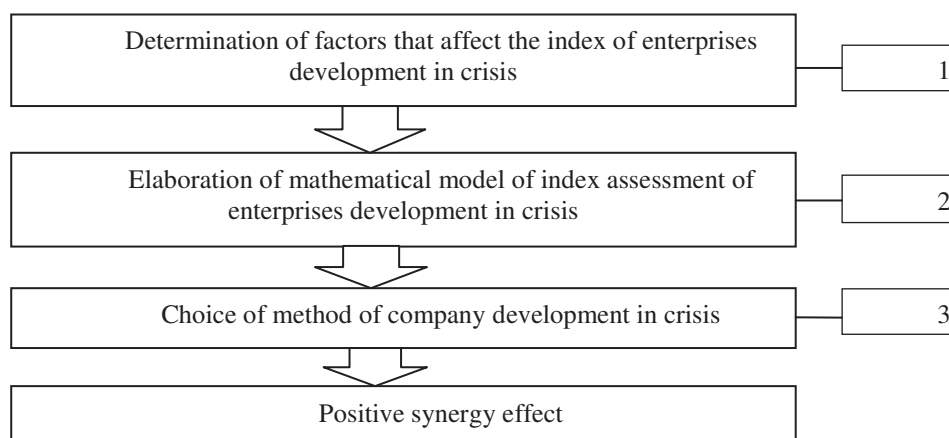 Determination of factors that affect the index of enterprises
development in crisis
1
Elaboration of mathematical model of index assessment of
enterprises development in crisis
2
Choice of method of company development in crisis
3
Positive synergy effect